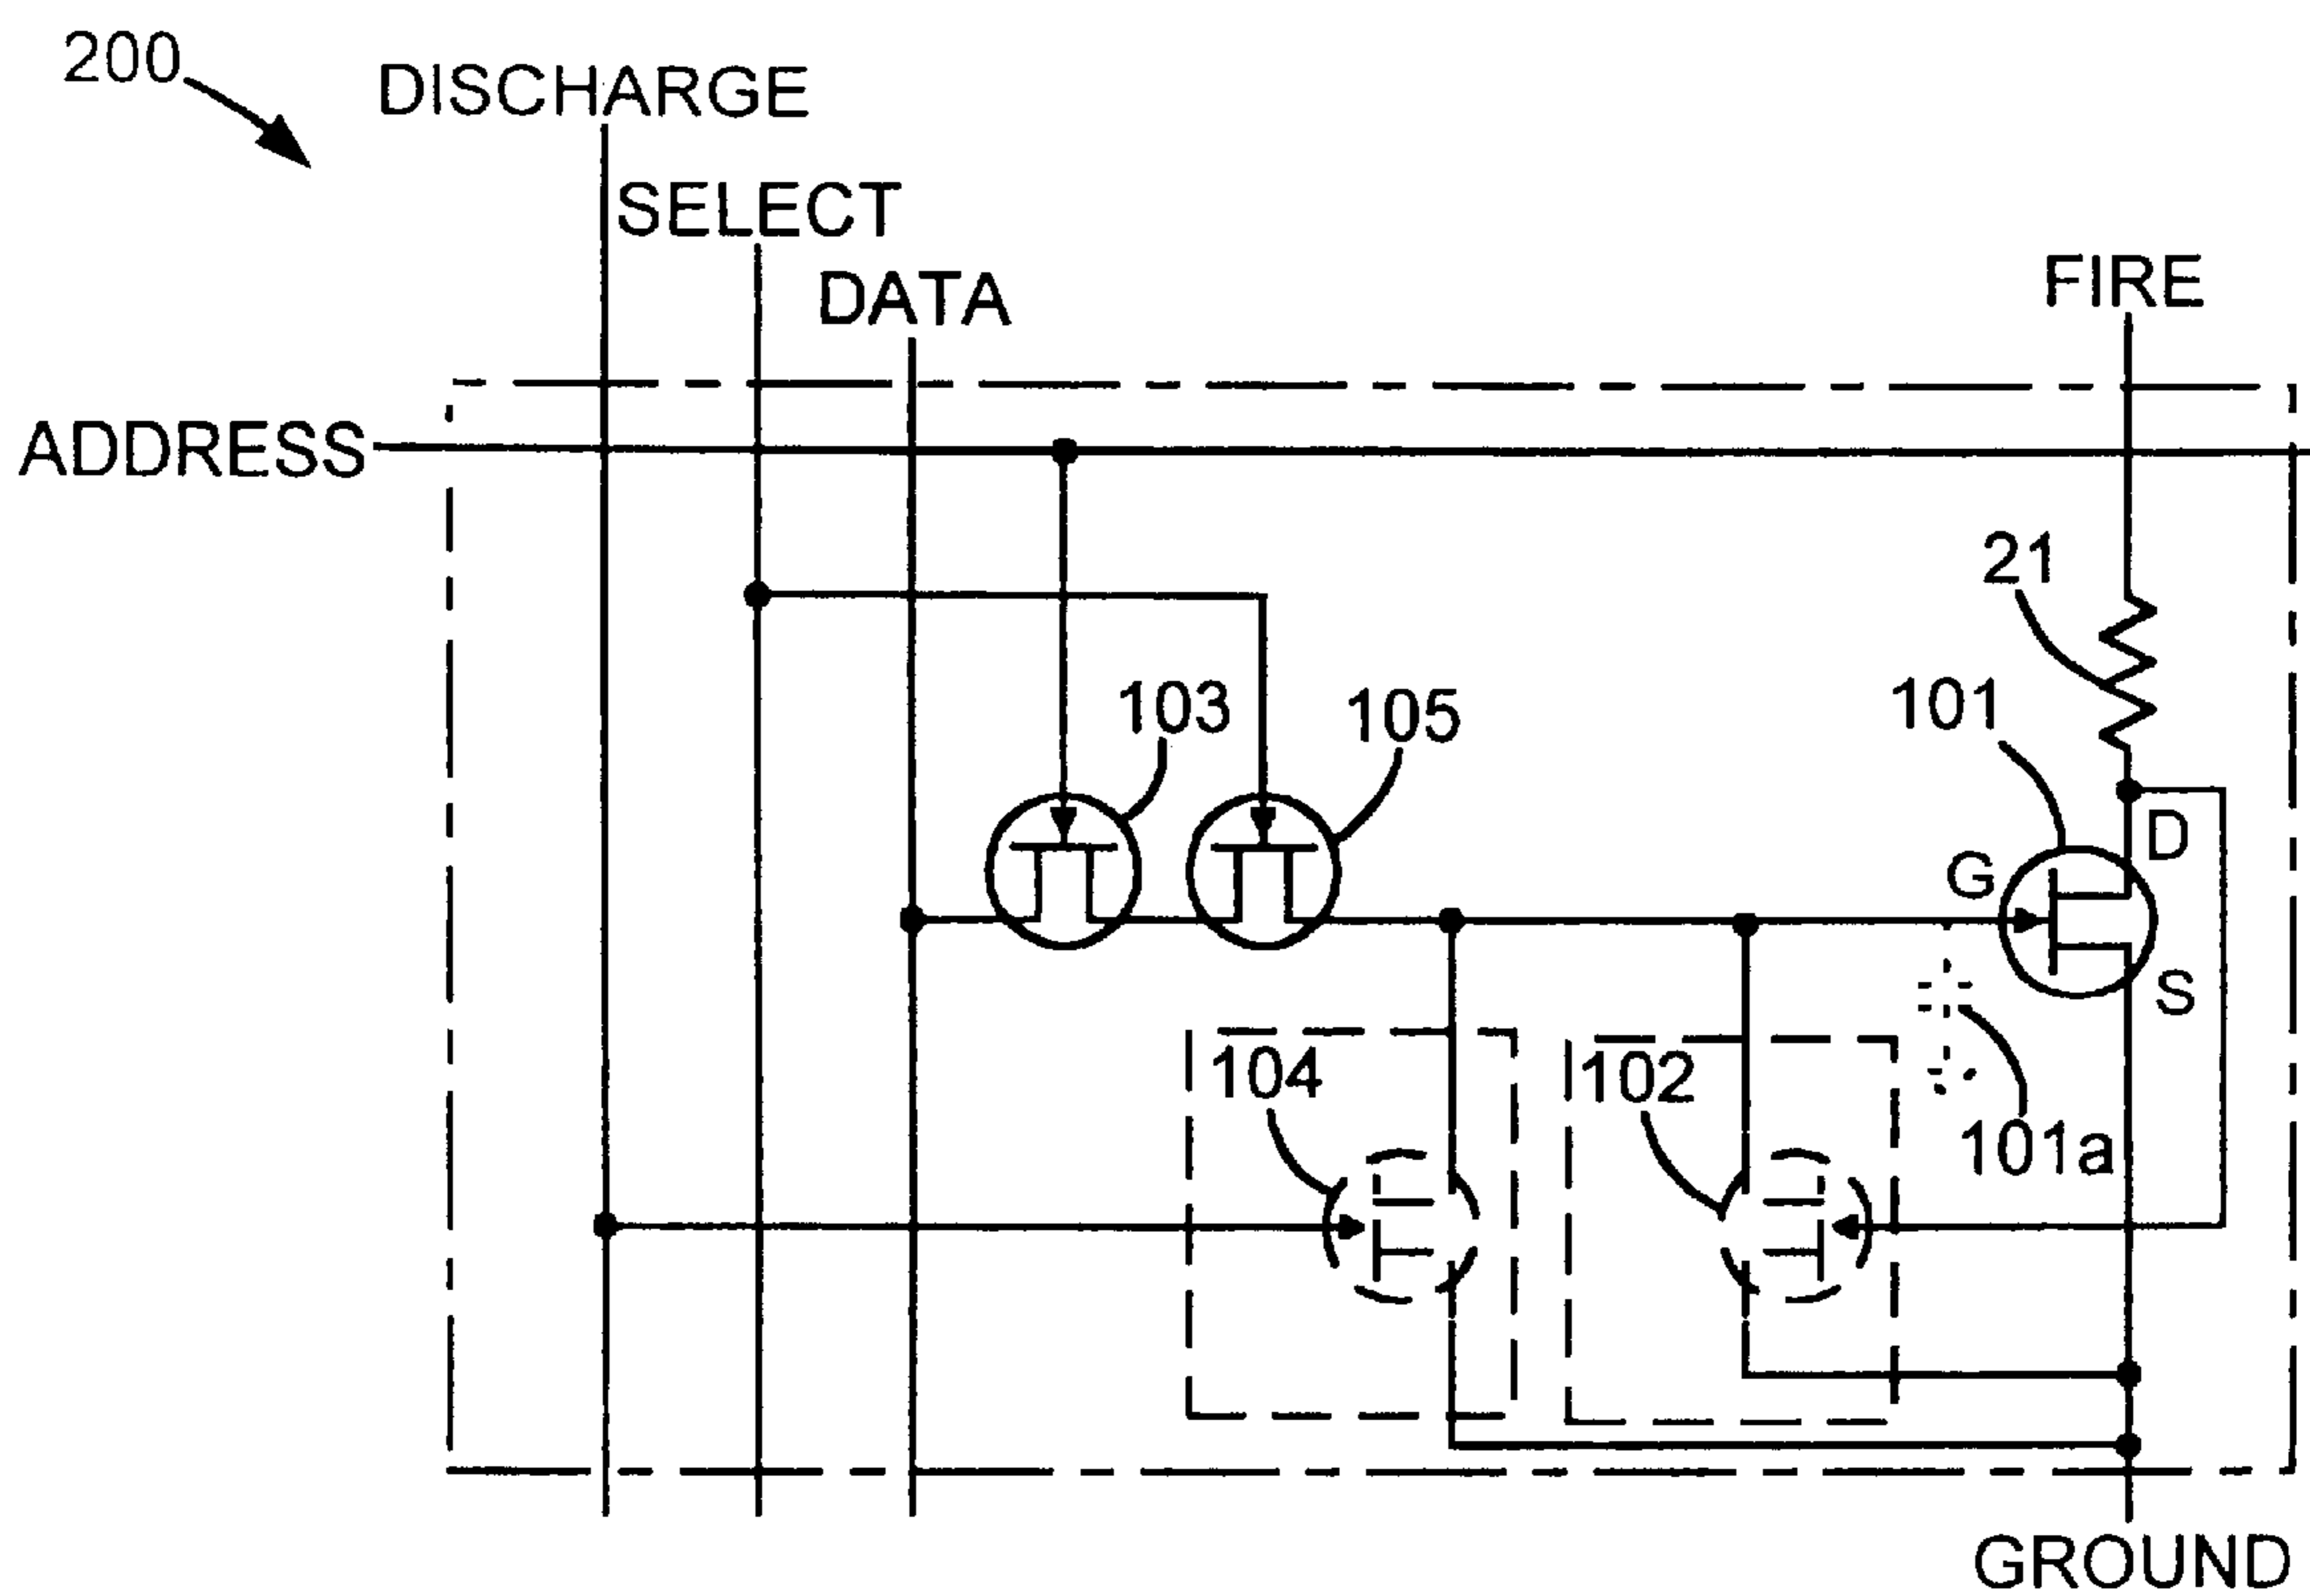 200
DISCHARGE
SELECT
DATA
FIRE
ADDRESS
21
103
105
101
D
G
S
104
102
101a
GROUND